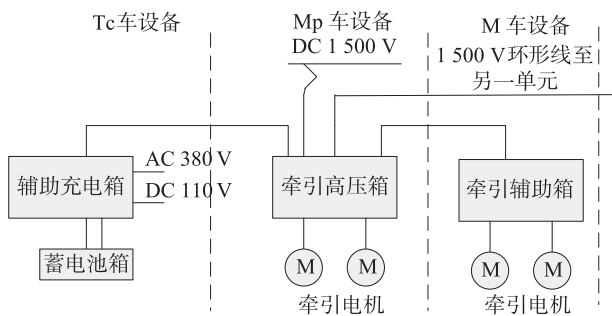 Tc车设备
Mp 车设备
DC 1 500 V
M 车设备
1 500 V环形线至
另一单元
辅助充电箱
AC 380 V
DC 110 V
蓄电池箱
牵引高压箱
M
M
牵引电机
牵引辅助箱
M
M
牵引电机